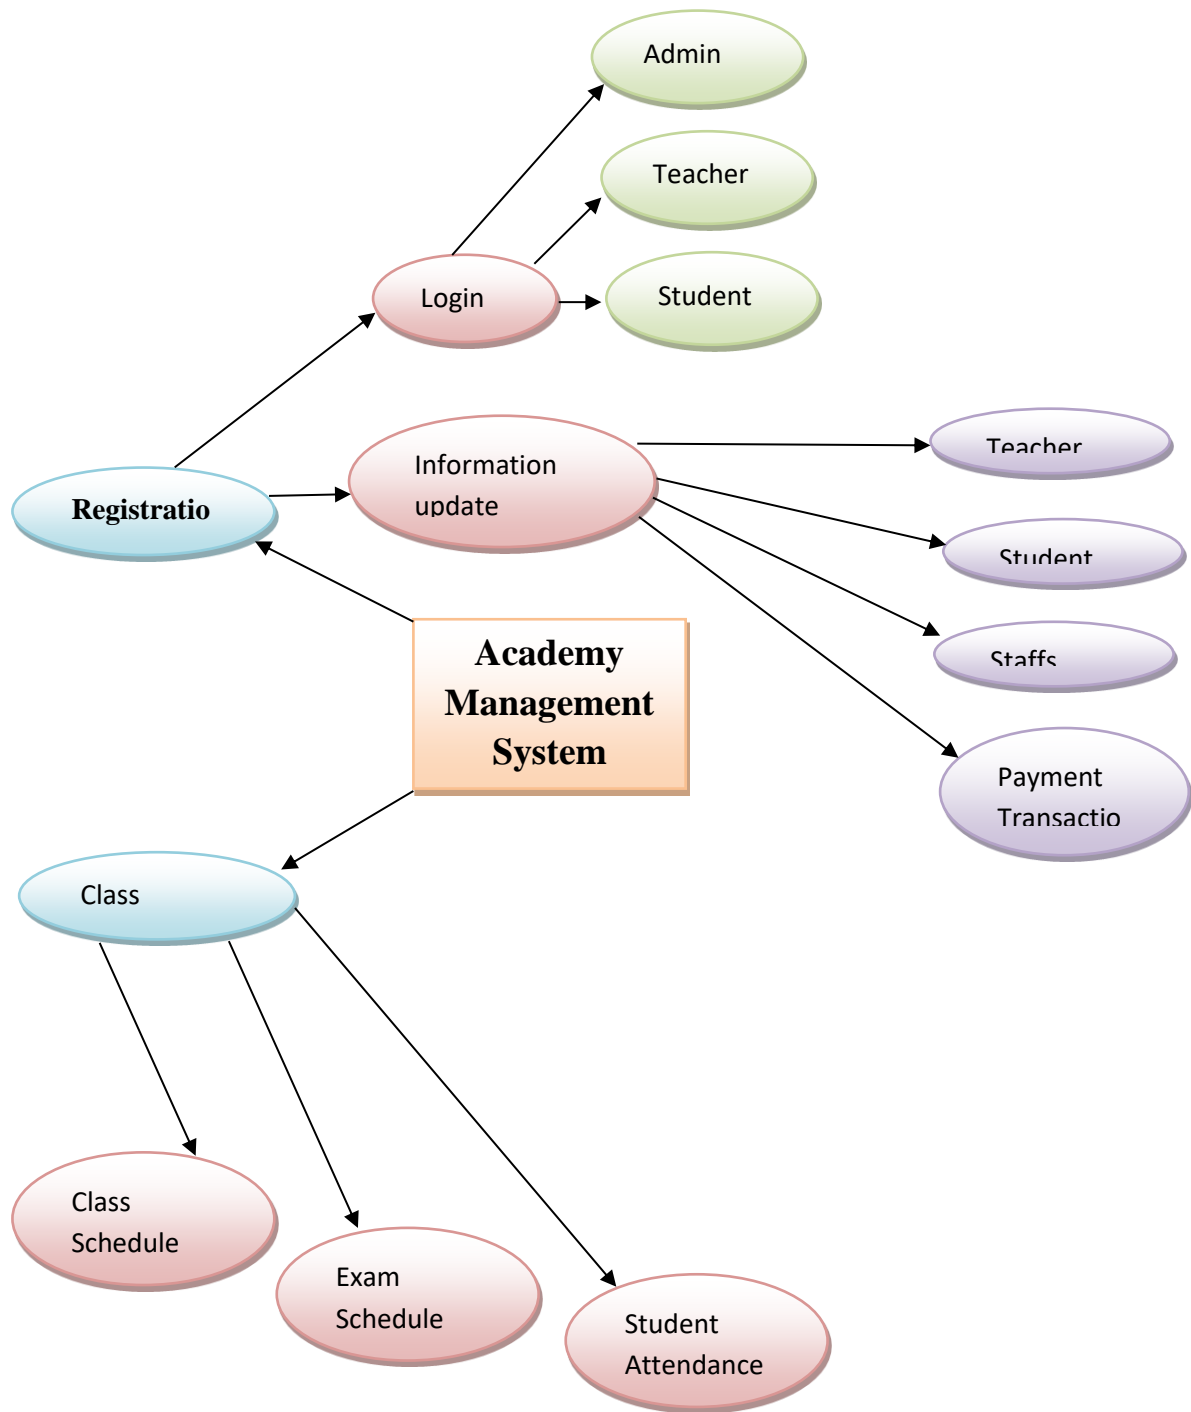 Admin
Teacher
Login
Student
Teacher
Information
update
Registratio
Student
Academy
Management
System
Staffs
Payment
Transactio
Class
Class
Schedule
Exam
Schedule
Student
Attendance